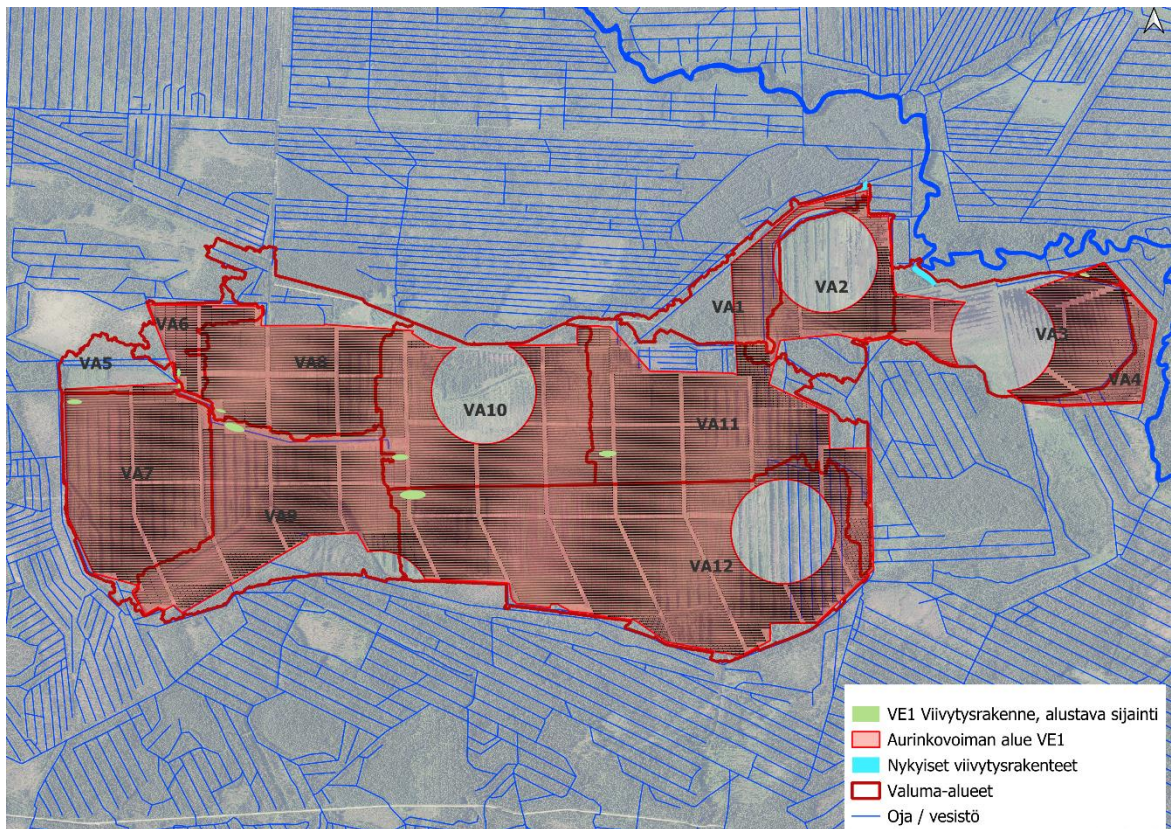 VA1
VA2
VA3
VA4
VA5
VA6
VA7
VA8
VA9
VA10
VA11
VA12
VE1 Viivytysrakenne, alustava sijainti
Aurinkovoiman alue VE1
Nykyiset viivytysrakenteet
Valuma-alueet
Oja / vesistö